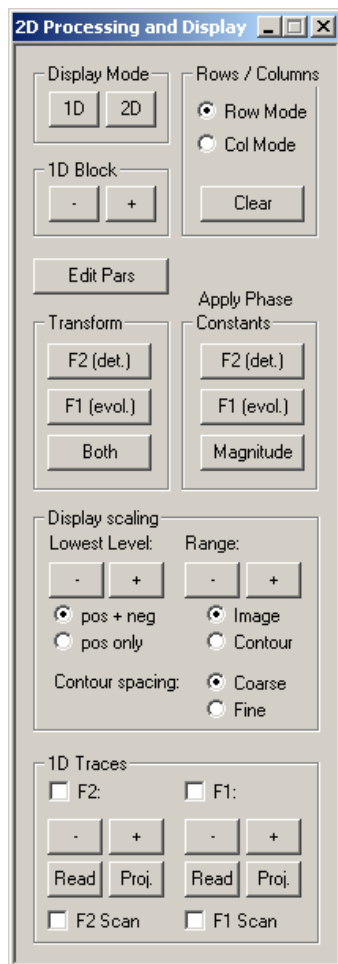 2D Processing and Display
Display Mode
1D 2D
Rows / Columns
Row Mode
Col Mode
Clear
1D Block
- +
Edit Pars
Transform
F2 (det.)
F1 (evol.)
Both
Apply Phase
Constants
F2 (det.)
F1 (evol.)
Magnitude
Display scaling
Lowest Level: Range:
- + - +
pos + neg Image
pos only Contour
Contour spacing: Coarse
Fine
1D Traces
F2: F1:
- + - +
Read Proj. Read Proj.
F2 Scan F1 Scan